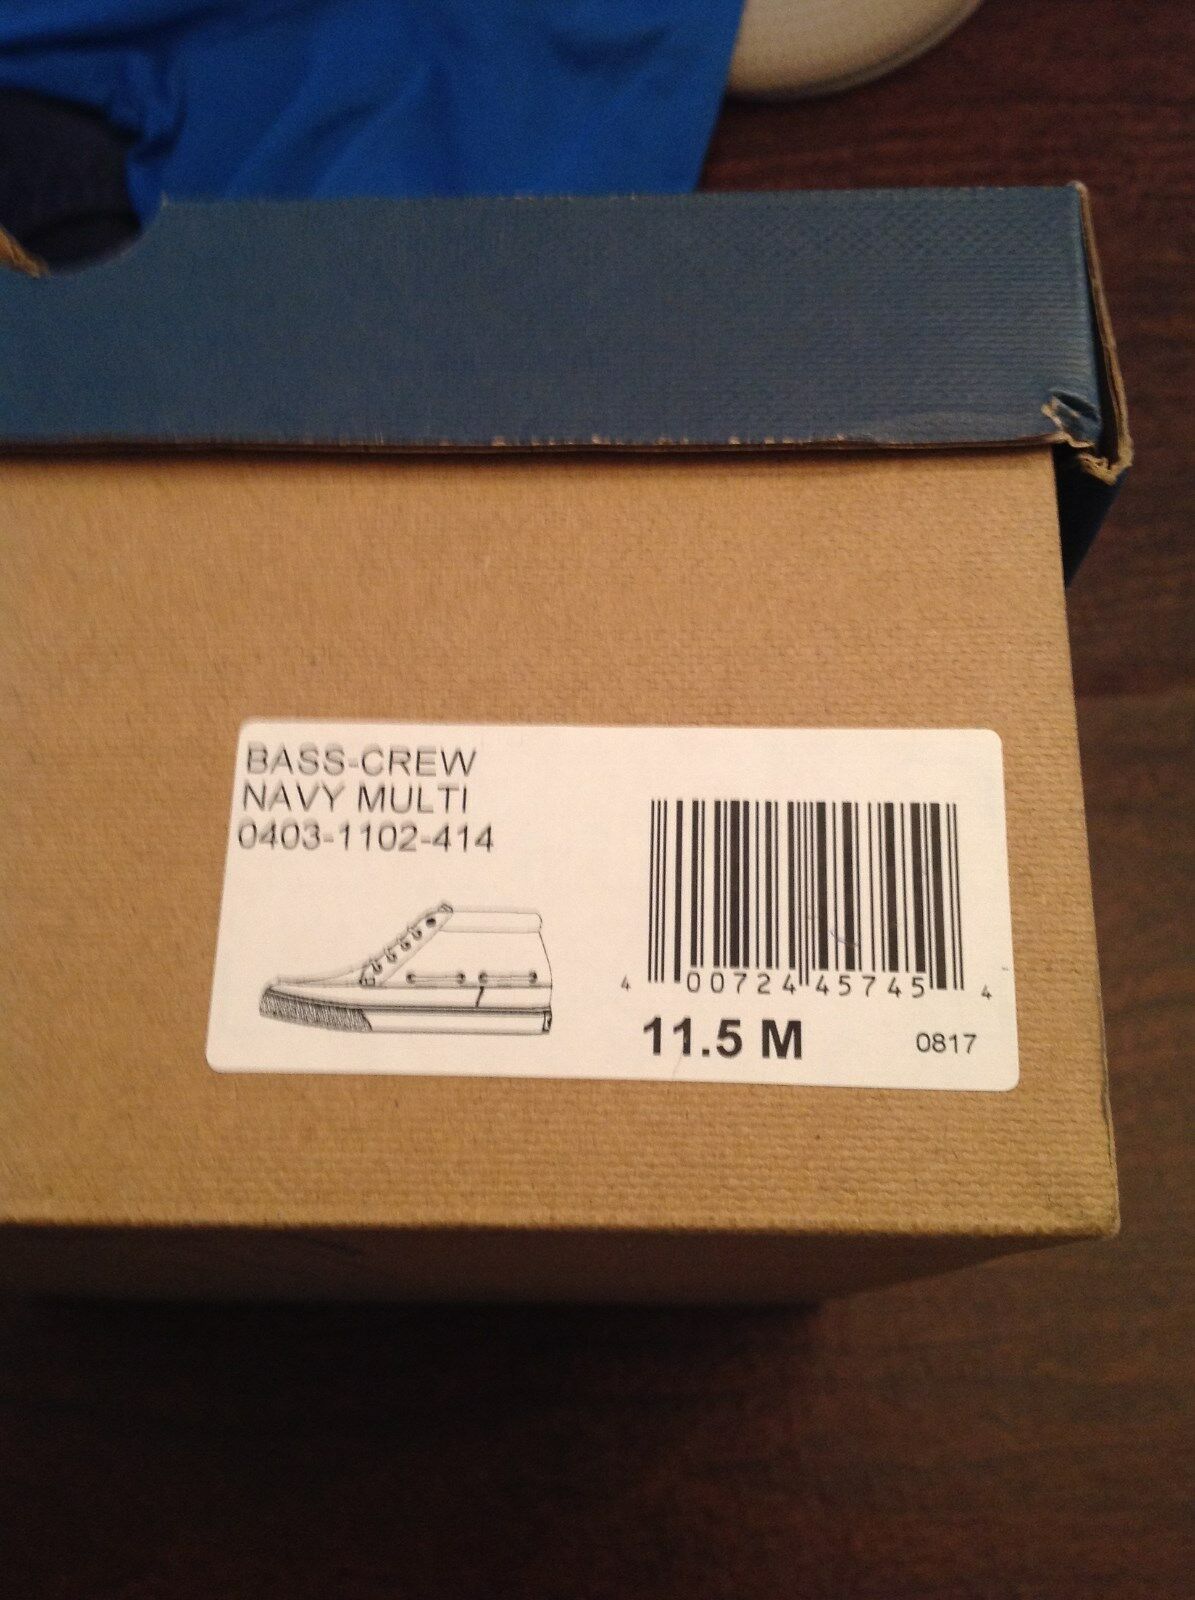 BASS-CREW
NAVY MULTI
0403-1102-414
4 00724 45745 4
11.5 M
0817